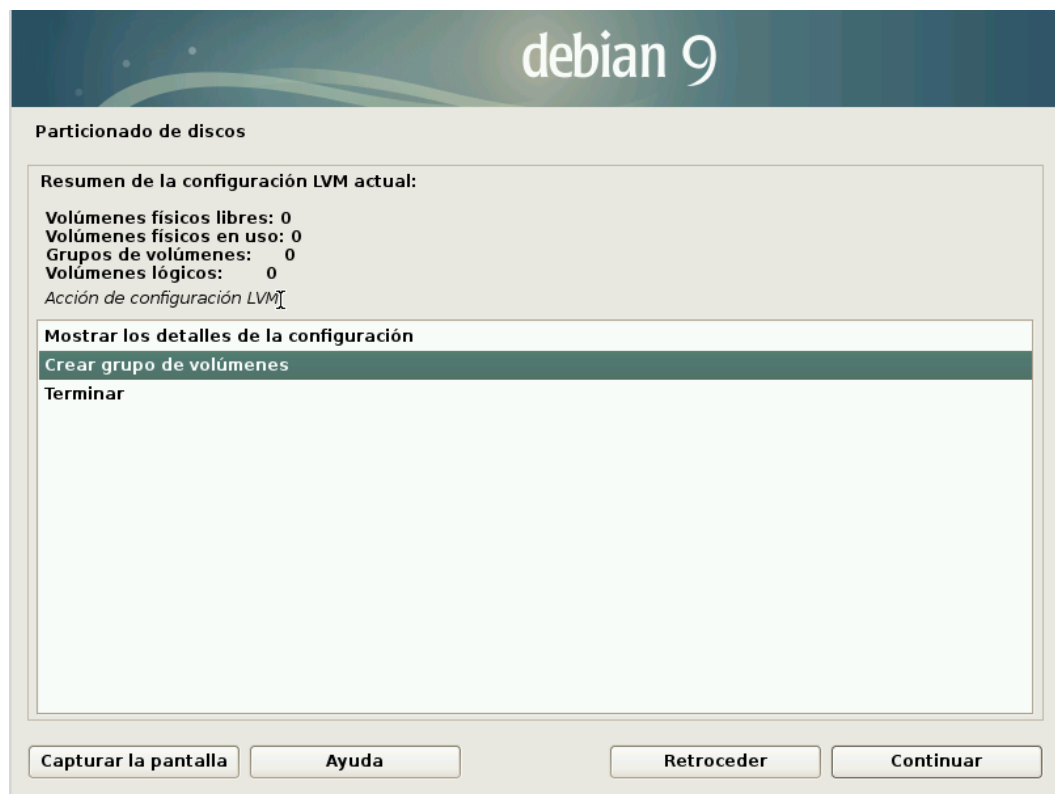 debian 9
Particionado de discos
Resumen de la configuración LVM actual:
Volúmenes físicos libres: 0
Volúmenes físicos en uso: 0
Grupos de volúmenes: 0
Volúmenes lógicos: 0
Acción de configuración LVM
Mostrar los detalles de la configuración
Crear grupo de volúmenes
Terminar
Capturar la pantalla Ayuda Retroceder Continuar